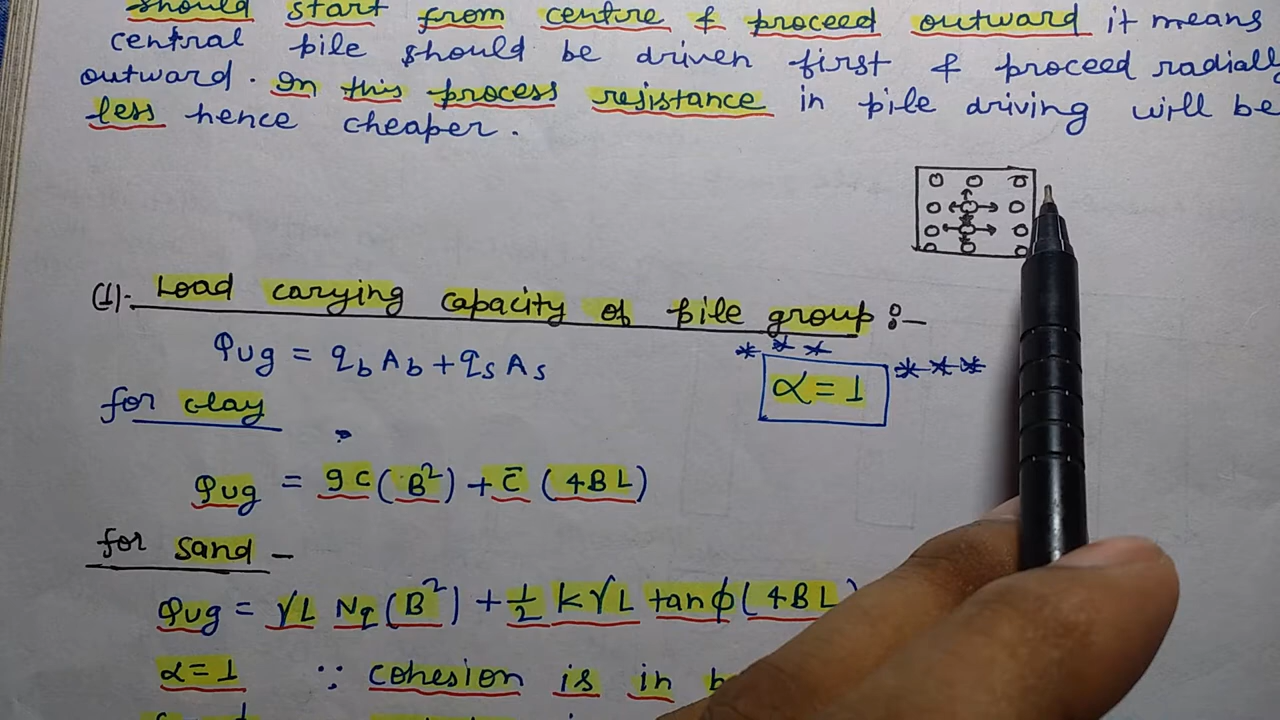 should start from centre & proceed outward it means
central pile should be driven first & proceed radially
outward. In this process resistance in pile driving will be
less hence cheaper.
(1)- Load carying capacity of pile group :-
Qug = qb Ab + qs As
* * *
α = 1
* * *
for clay
Qug = 9c (B²) + c̄ (4BL)
for sand -
Qug = γL Nq (B²) + 1/2 KγL tanφ (4BL)
α = 1 ∵ cohesion is in